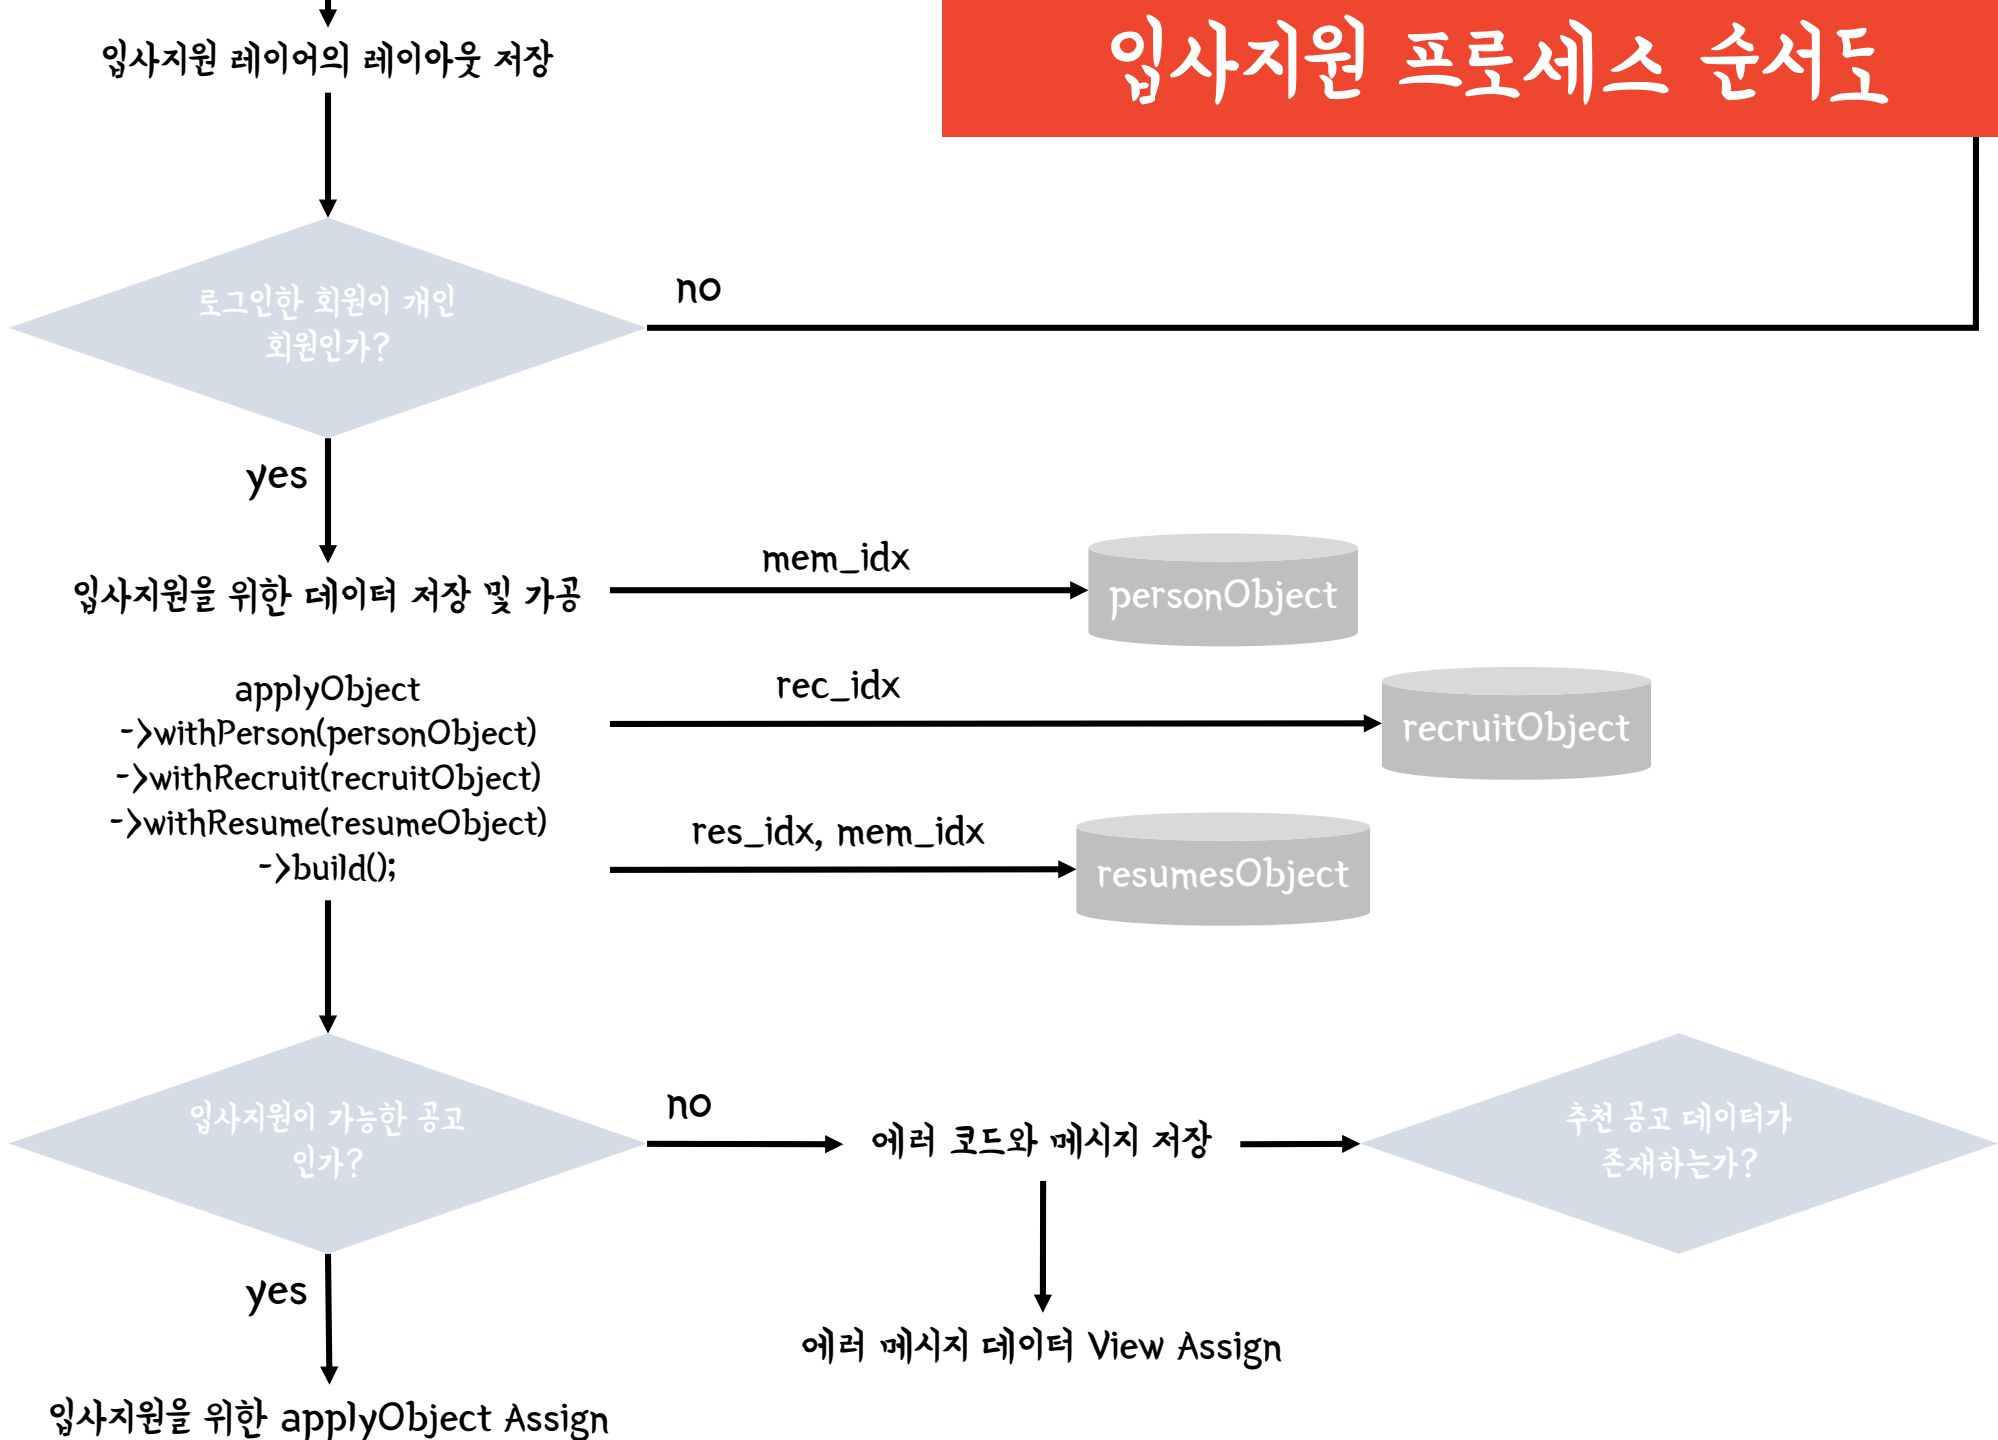 입사지원 프로세스 순서도
입사지원 레이어의 레이아웃 저장
로그인한 회원이 개인
회원인가?
no
yes
입사지원을 위한 데이터 저장 및 가공
mem_idx
personObject
applyObject
->withPerson(personObject)
->withRecruit(recruitObject)
->withResume(resumeObject)
->build();
rec_idx
recruitObject
res_idx, mem_idx
resumesObject
입사지원이 가능한 공고
인가?
no
에러 코드와 메시지 저장
추천 공고 데이터가
존재하는가?
yes
에러 메시지 데이터 View Assign
입사지원을 위한 applyObject Assign